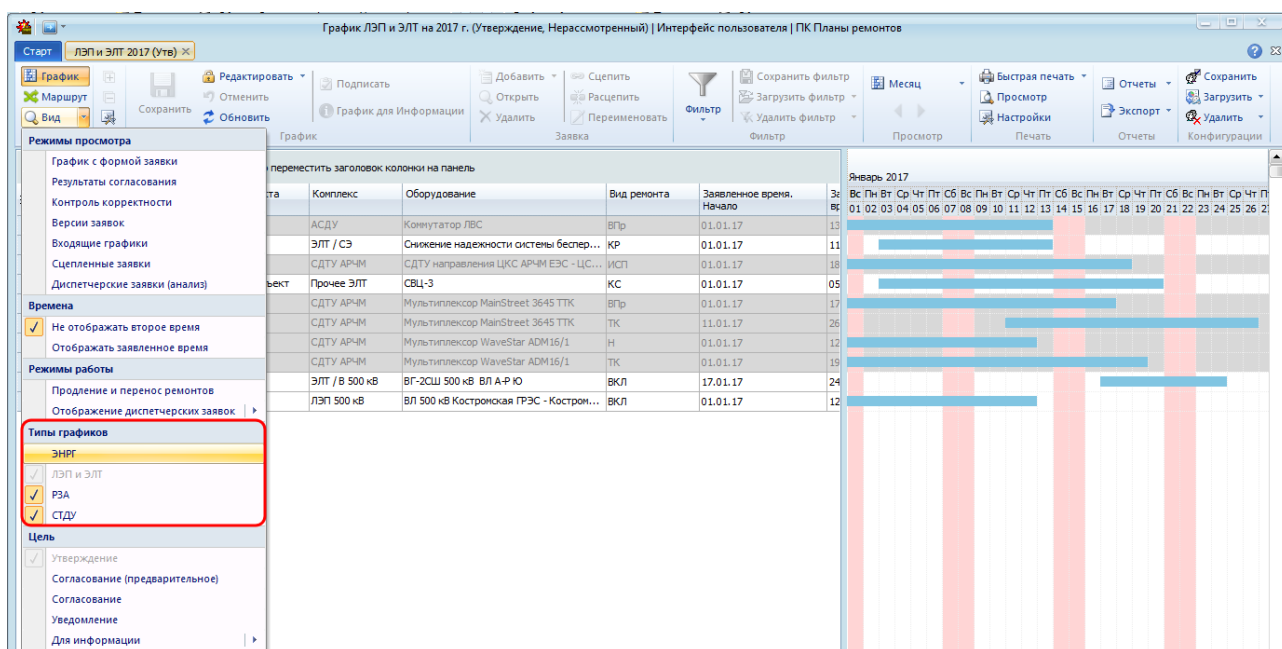 График ЛЭП и ЭЛТ на 2017 г. (Утверждение, Нерассмотренный) | Интерфейс пользователя | ПК Планы ремонтов
Старт ЛЭП и ЭЛТ 2017 (Утв)
График Редактировать Подписать Добавить Сцепить Сохранить фильтр Месяц Быстрая печать Отчеты Сохранить
Маршрут Сохранить Отменить Открыть Расцепить Фильтр Загрузить фильтр Просмотр Загрузить
Вид Обновить График для Информации Удалить Переименовать Удалить фильтр Настройки Экспорт Удалить
График Заявка Фильтр Просмотр Печать Отчеты Конфигурации
Режимы просмотра
График с формой заявки
Результаты согласования
Контроль корректности
Версии заявок
Входящие графики
Сцепленные заявки
Диспетчерские заявки (анализ)
Времена
Не отображать второе время
Отображать заявленное время
Режимы работы
Продление и перенос ремонтов
Отображение диспетчерских заявок
Типы графиков
ЭНРГ
ЛЭП и ЭЛТ
РЗА
СТДУ
Цель
Утверждение
Согласование (предварительное)
Согласование
Уведомление
Для информации
переместить заголовок колонки на панель
Комплекс Оборудование Вид ремонта Заявленное время. Начало
АСДУ Коммутатор ЛВС ВПр 01.01.17 13
ЭЛТ / СЭ Снижение надежности системы беспер... КР 01.01.17 11
СДТУ АРЧМ СДТУ направления ЦКС АРЧМ ЕЭС - ЦС... ИСП 01.01.17 18
ъект Прочее ЭЛТ СВЦ-3 КС 01.01.17 05
СДТУ АРЧМ Мультиплексор MainStreet 3645 ТТК ВПр 01.01.17 17
СДТУ АРЧМ Мультиплексор MainStreet 3645 ТТК ТК 11.01.17 26
СДТУ АРЧМ Мультиплексор WaveStar ADM16/1 Н 01.01.17 12
СДТУ АРЧМ Мультиплексор WaveStar ADM16/1 ТК 01.01.17 19
ЭЛТ / В 500 кВ ВГ-2СШ 500 кВ ВЛ А-Р Ю ВКЛ 17.01.17 24
ЛЭП 500 кВ ВЛ 500 кВ Костромская ГРЭС - Костром... ВКЛ 01.01.17 12
Январь 2017
Вс Пн Вт Ср Чт Пт Сб Вс Пн Вт Ср Чт Пт Сб Вс Пн Вт Ср Чт Пт Сб Вс Пн Вт Ср Чт
01 02 03 04 05 06 07 08 09 10 11 12 13 14 15 16 17 18 19 20 21 22 23 24 25 26